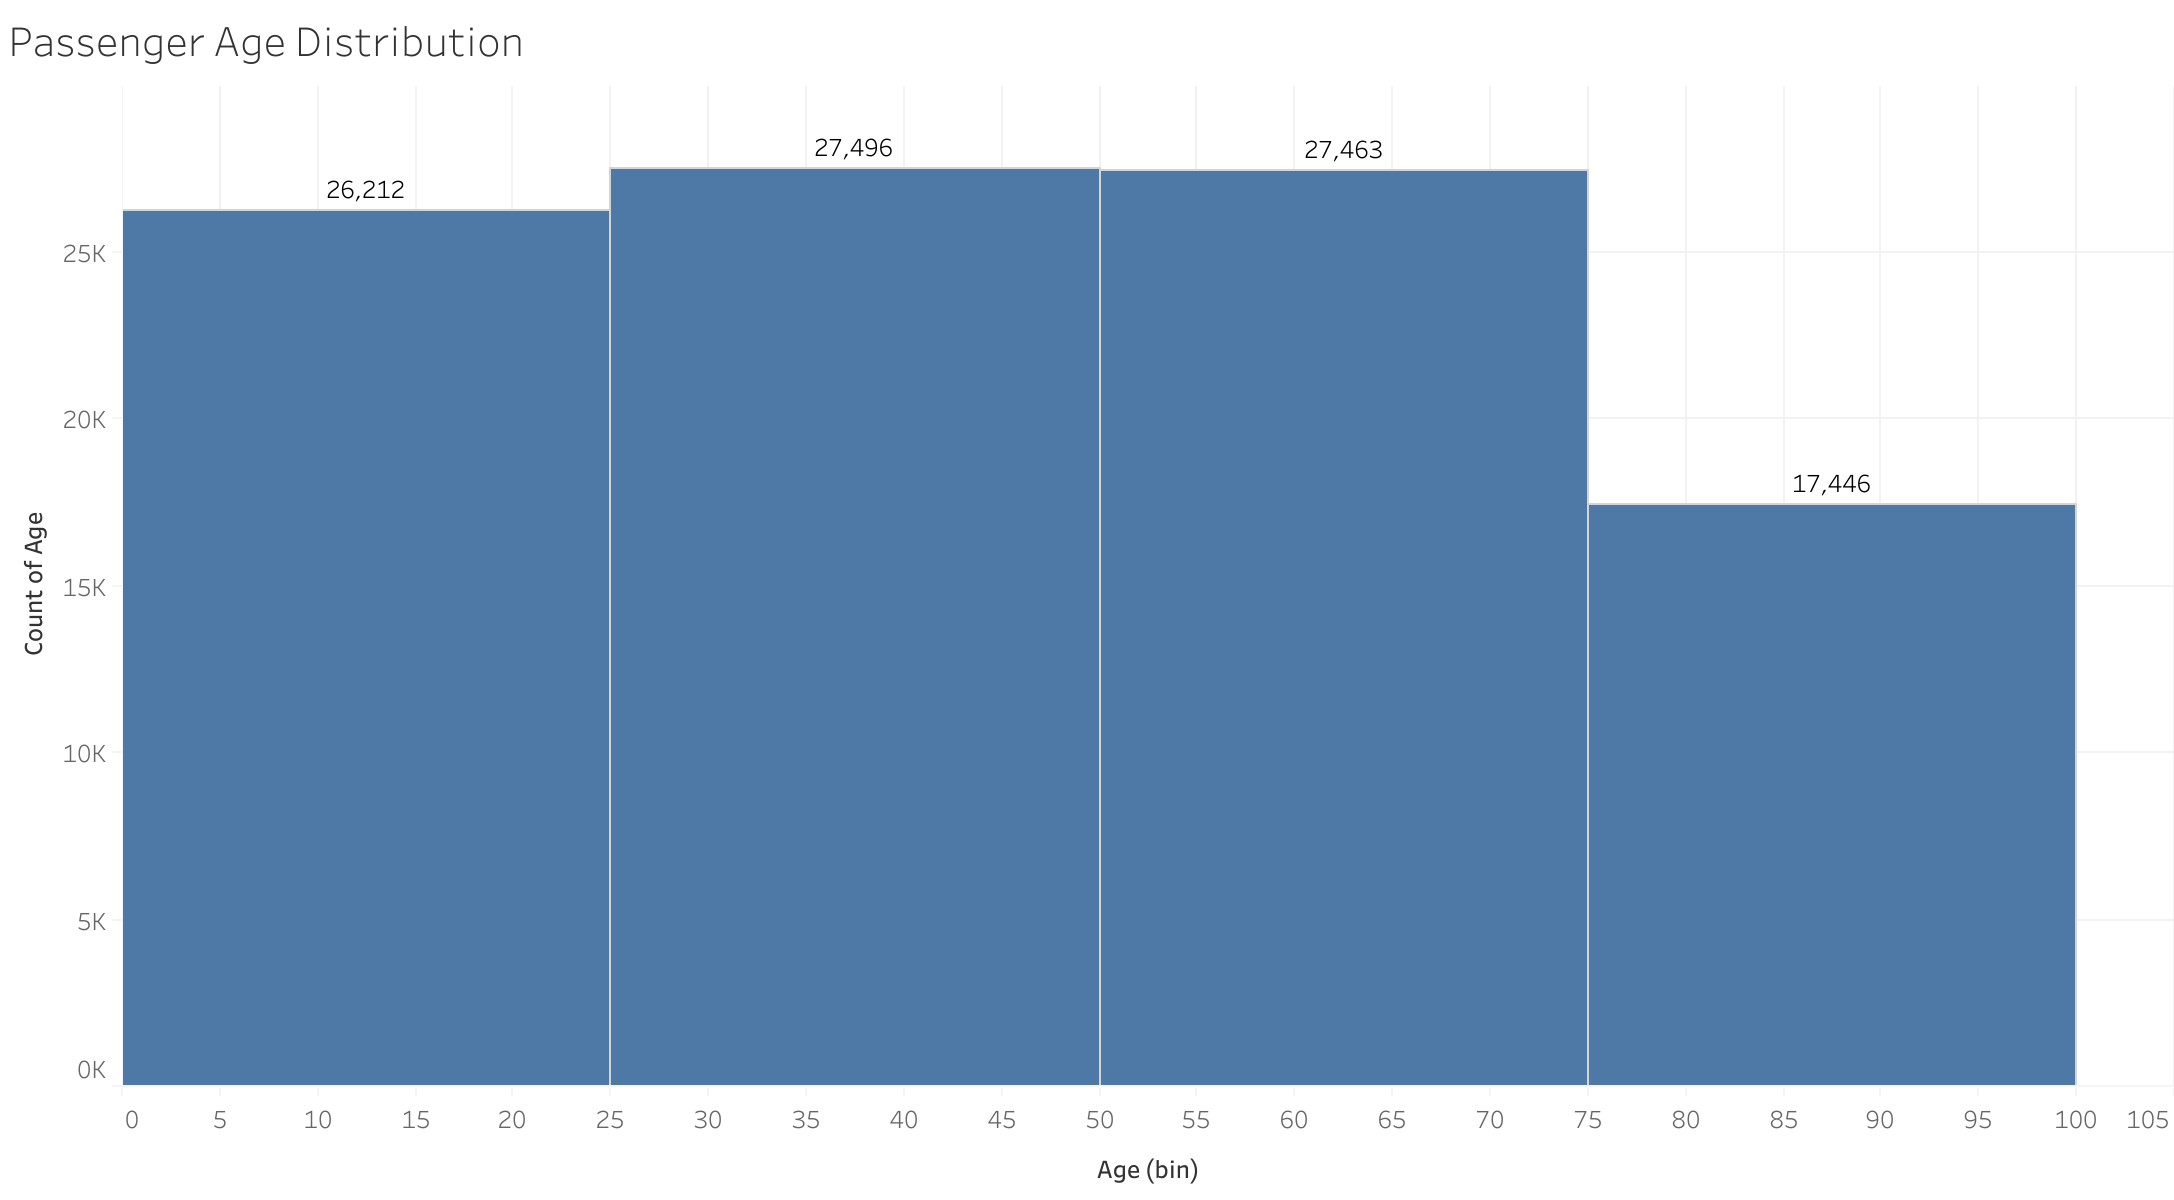 Passenger Age Distribution
27,496
27,463
26,212
25K
20K
17,446
15K
10K
5K
0K
Count of Age
0 5 10 15 20 25 30 35 40 45 50 55 60 65 70 75 80 85 90 95 100 105
Age (bin)